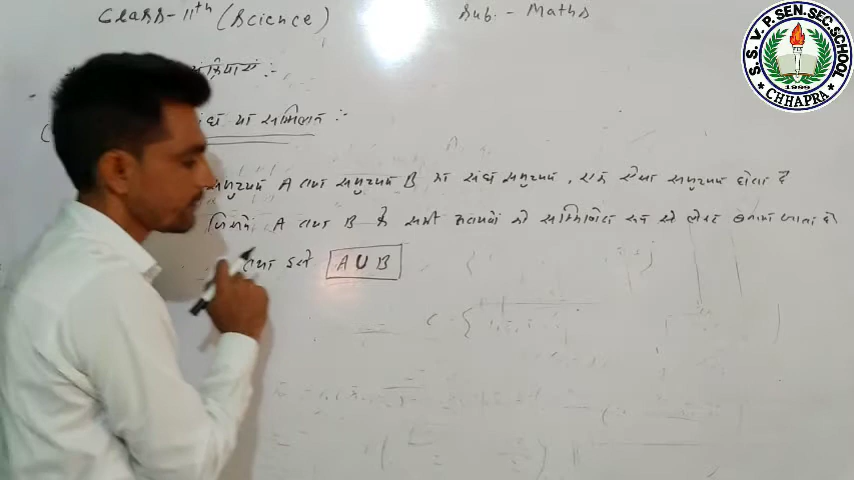 Class-11th (Science) Sub. - Maths
S. S. V. P. SEN. SEC. SCHOOL
1999
CHHAPRA
संघ या सम्मिलन :-
समुच्चय A तथा समुच्चय B का संघ समुच्चय, एक ऐसा समुच्चय होता है
जिसमें A तथा B के सभी अवयवों को सम्मिलित रूप से लेकर बनाया जाता है
तथा इसे A U B